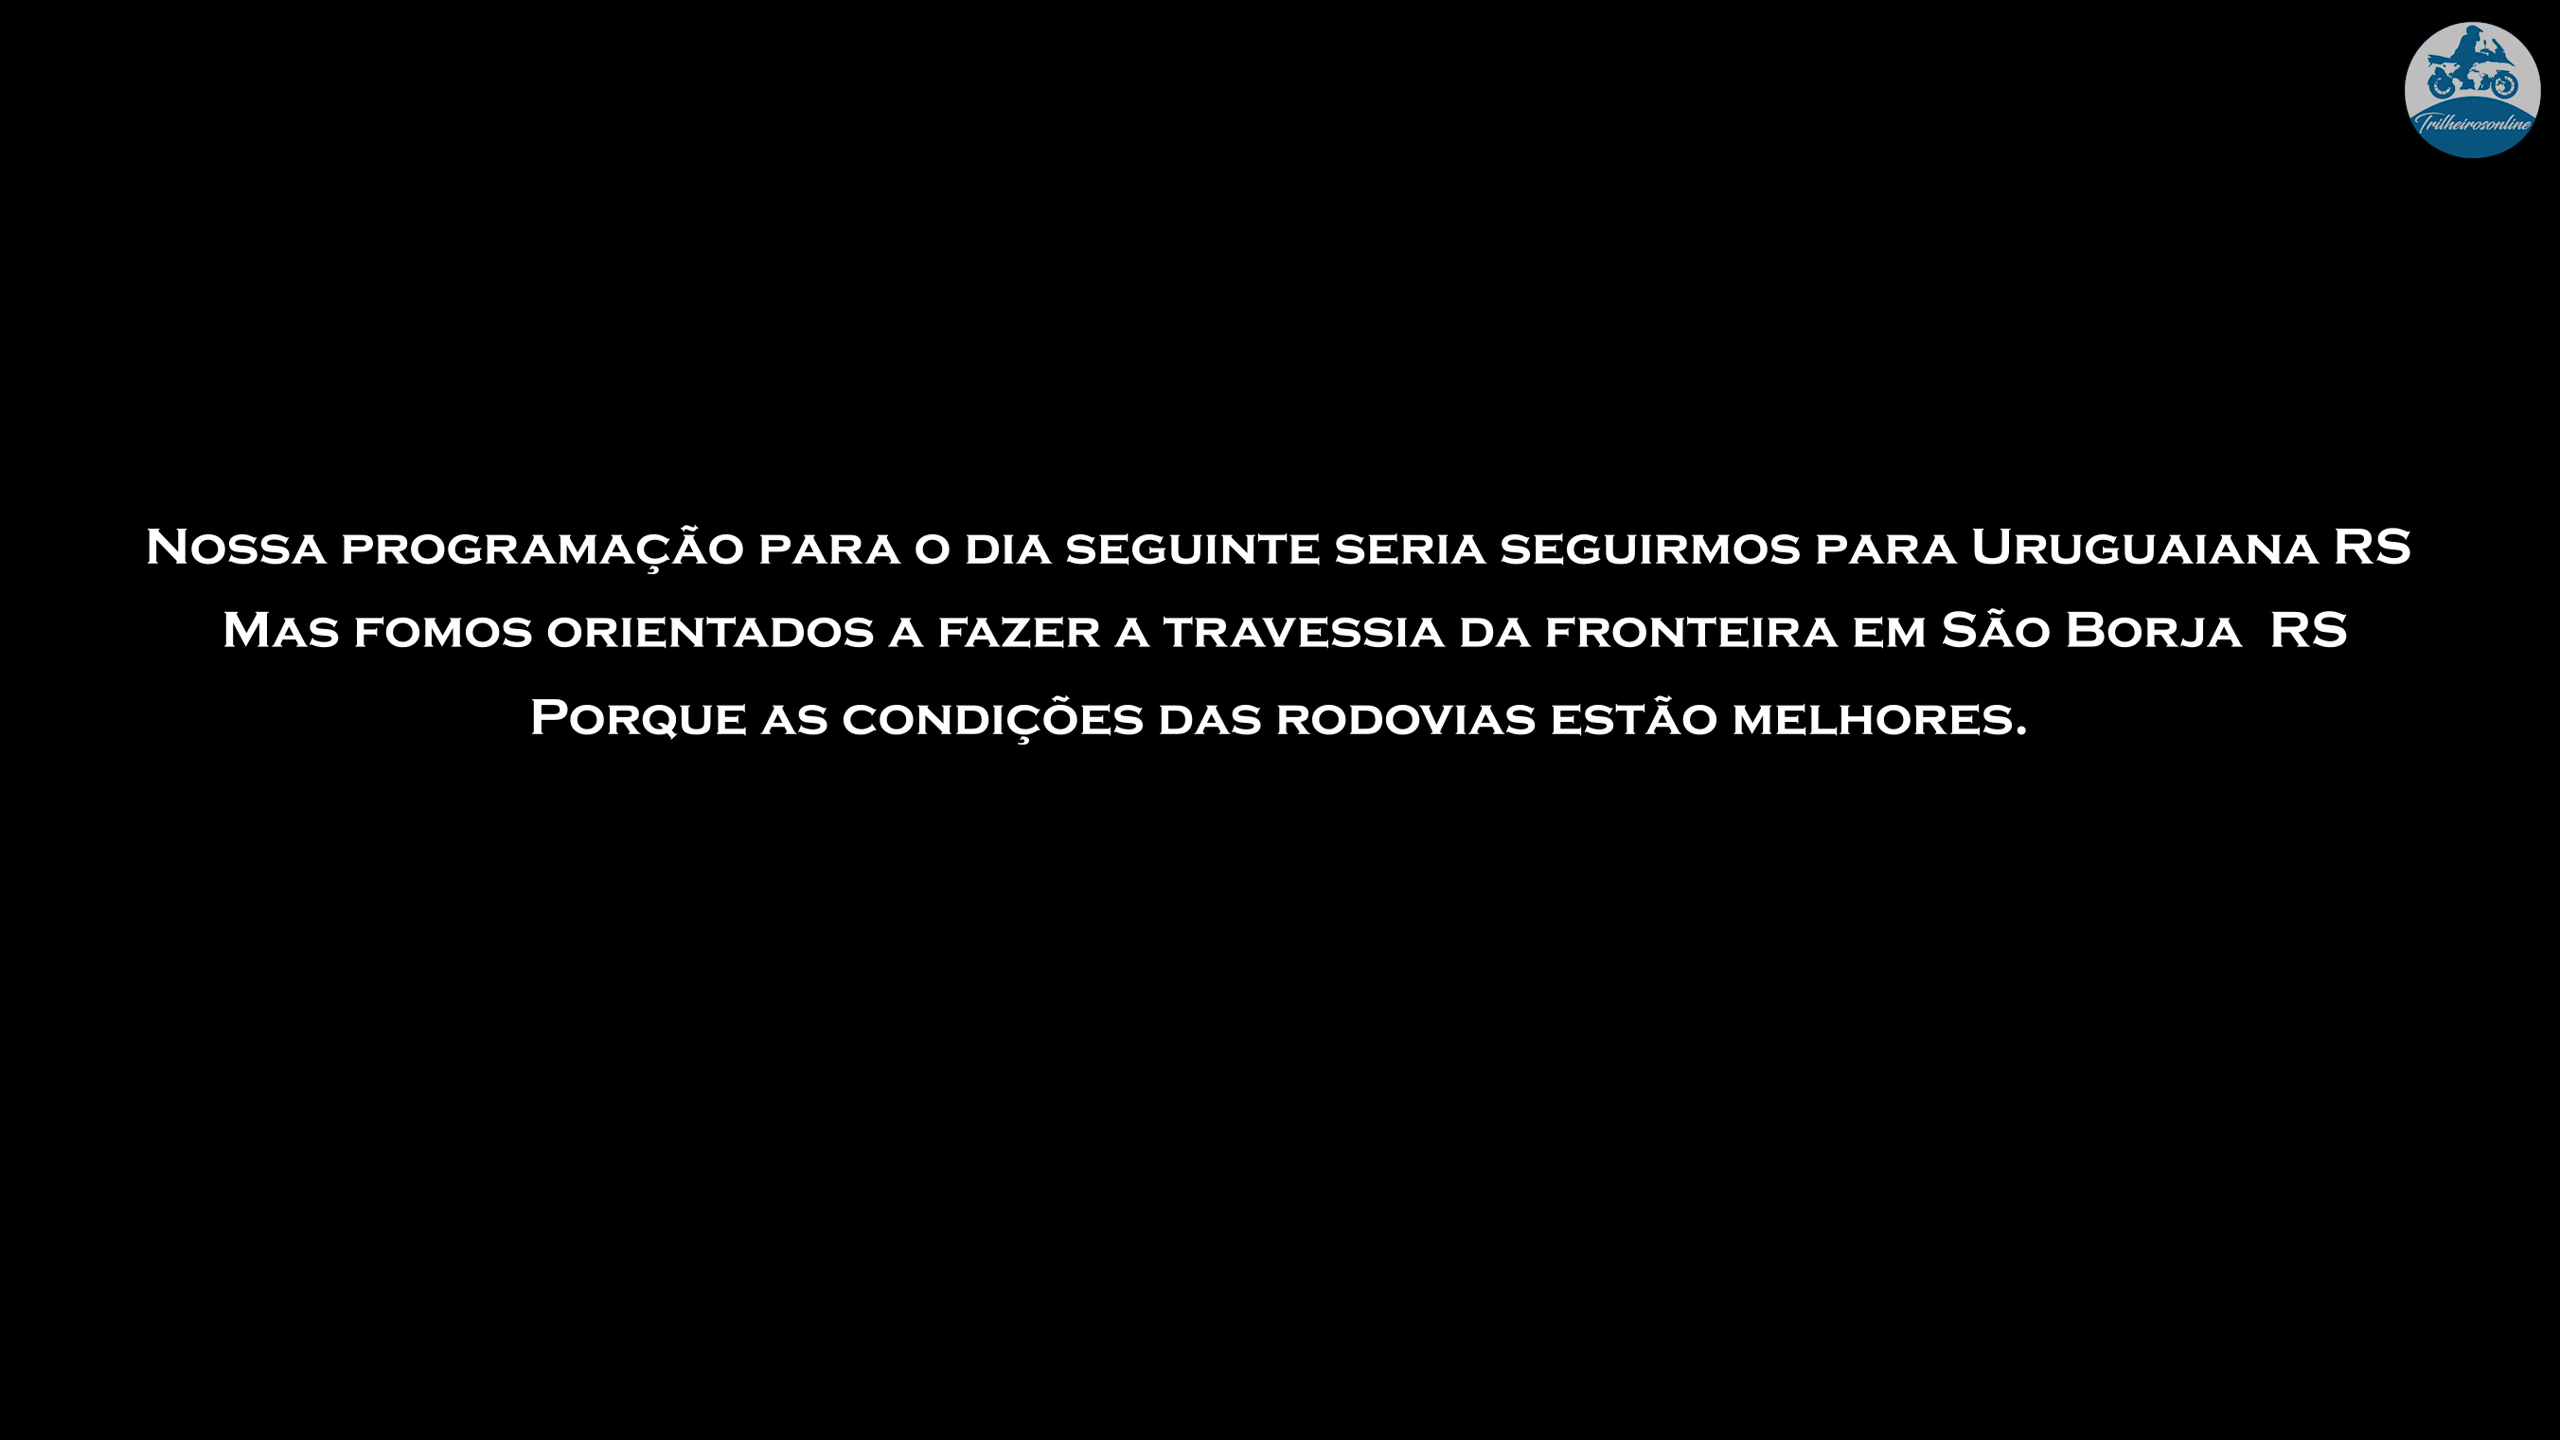 Trilheirosonline
Nossa programação para o dia seguinte seria seguirmos para Uruguaiana RS
Mas fomos orientados a fazer a travessia da fronteira em São Borja  RS
Porque as condições das rodovias estão melhores.